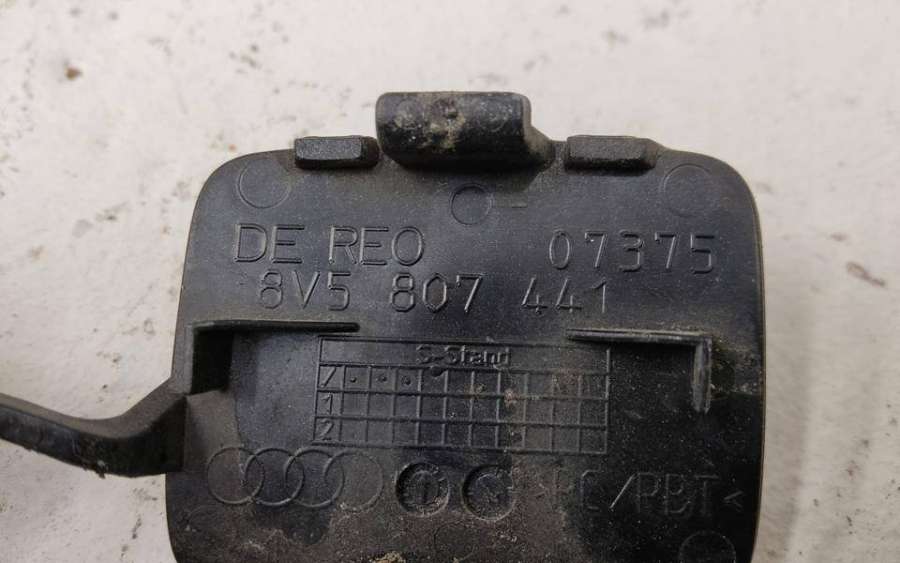 DE REO 07375
8V5 807 441
S-Stand
1
2
>PC/PBT<